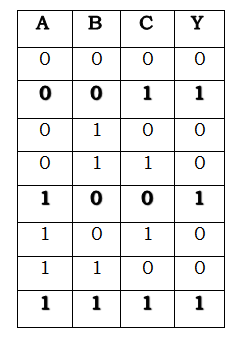 A B C Y
0 0 0 0
0 0 1 1
0 1 0 0
0 1 1 0
1 0 0 1
1 0 1 0
1 1 0 0
1 1 1 1